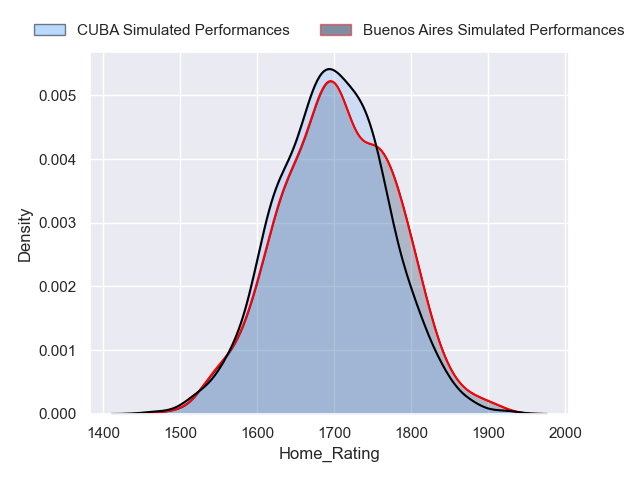 CUBA Simulated Performances
Buenos Aires Simulated Performances
Density
0.005
0.004
0.003
0.002
0.001
0.000
1400 1500 1600 1700 1800 1900 2000
Home_Rating